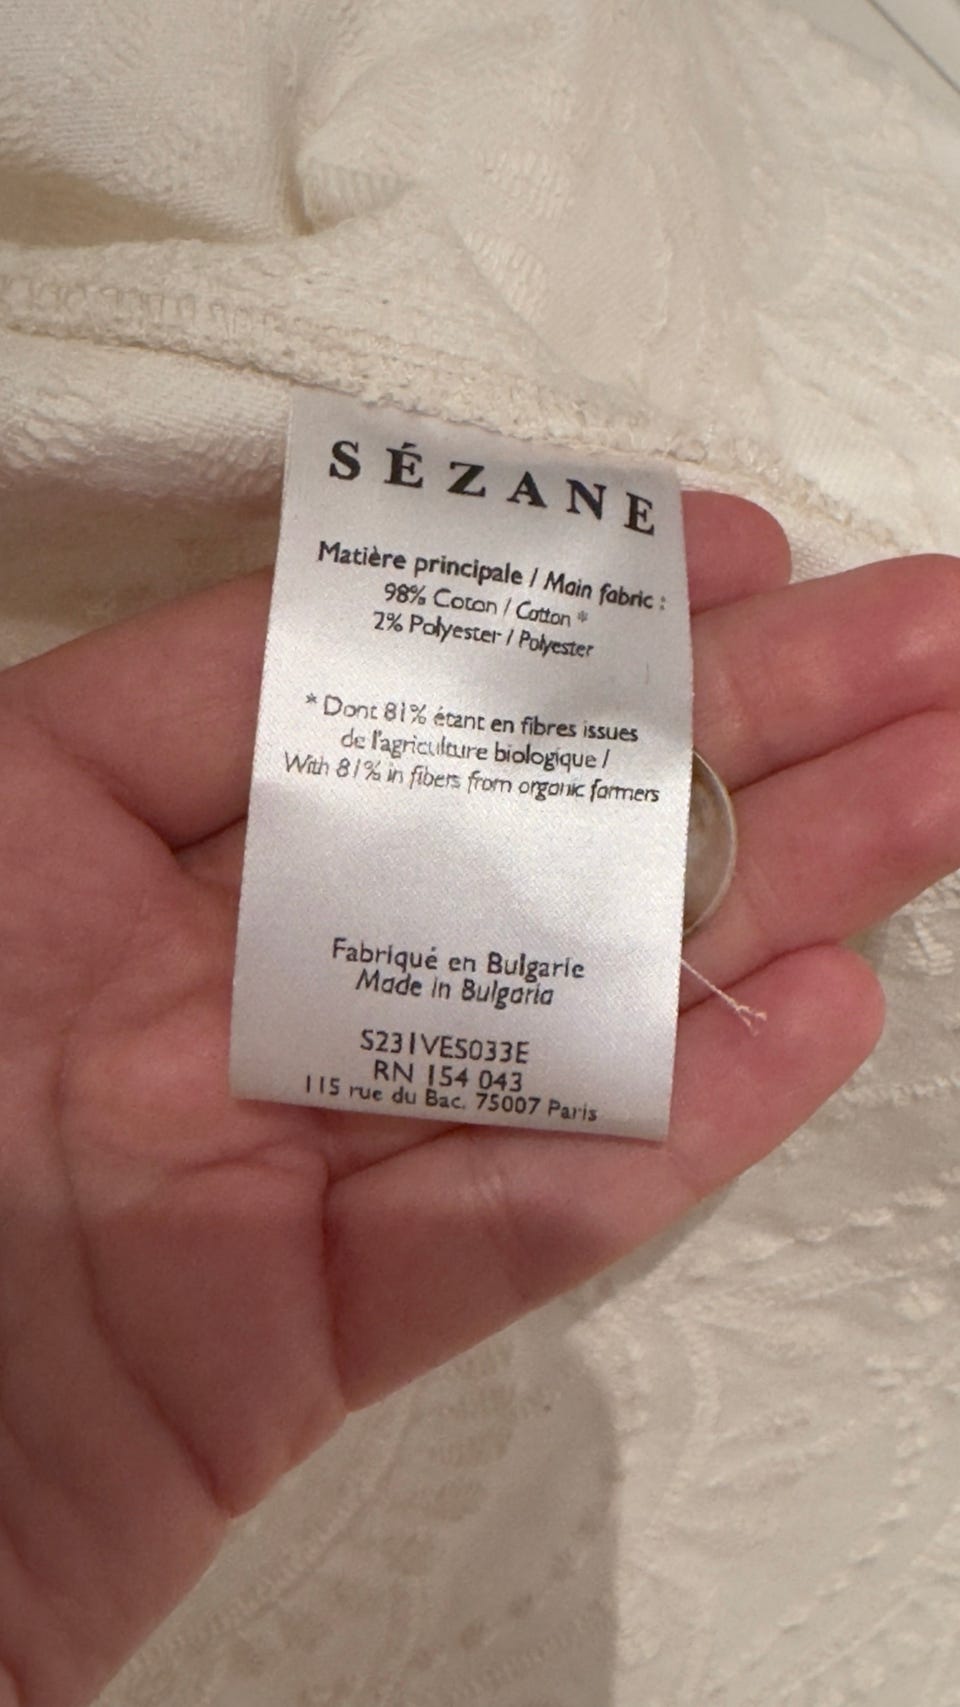 SÉZANE
Matière principale / Main fabric :
98% Coton / Cotton *
2% Polyester / Polyester
* Dont 81% étant en fibres issues
de l'agriculture biologique /
With 81% in fibers from organic farmers
Fabriqué en Bulgarie
Made in Bulgaria
S231VES033E
RN 154 043
115 rue du Bac, 75007 Paris